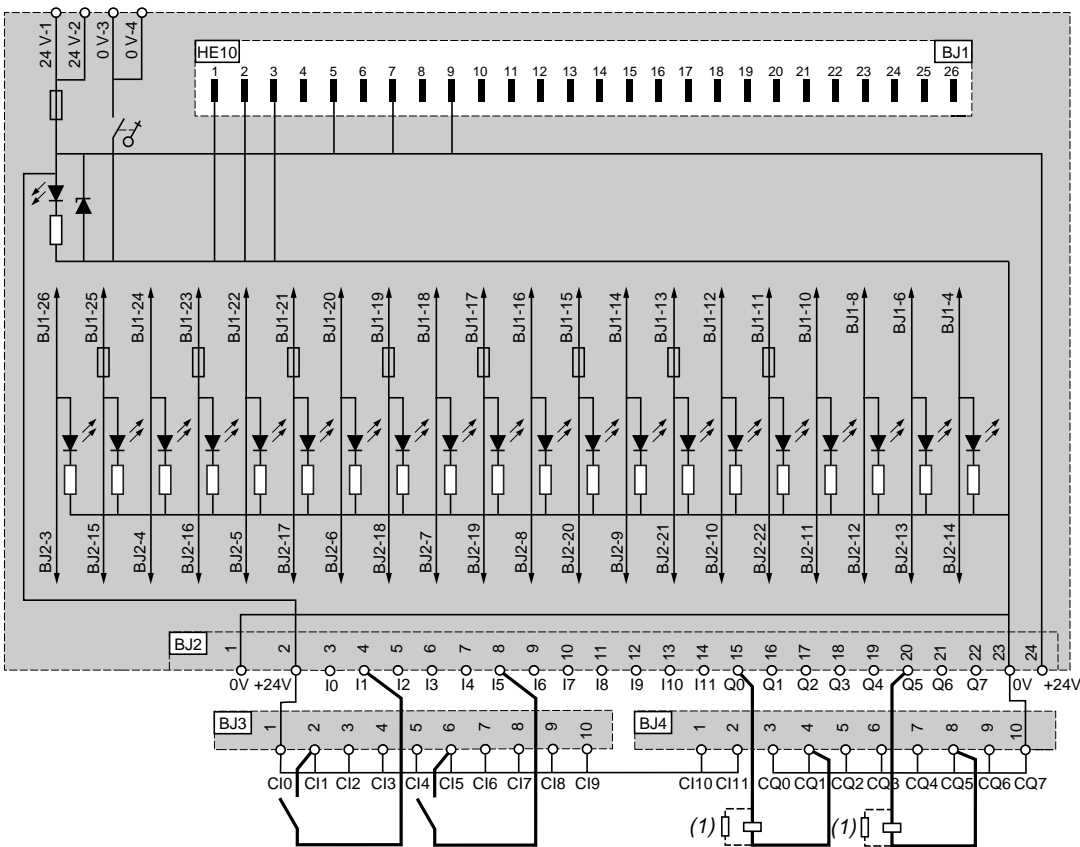 24 V-1 24 V-2 0 V-3 0 V-4
HE10 BJ1
1 2 3 4 5 6 7 8 9 10 11 12 13 14 15 16 17 18 19 20 21 22 23 24 25 26
BJ1-26 BJ1-25 BJ1-24 BJ1-23 BJ1-22 BJ1-21 BJ1-20 BJ1-19 BJ1-18 BJ1-17 BJ1-16 BJ1-15 BJ1-14 BJ1-13 BJ1-12 BJ1-11 BJ1-10 BJ1-8 BJ1-6 BJ1-4
BJ2-3 BJ2-15 BJ2-4 BJ2-16 BJ2-5 BJ2-17 BJ2-6 BJ2-18 BJ2-7 BJ2-19 BJ2-8 BJ2-20 BJ2-9 BJ2-21 BJ2-10 BJ2-22 BJ2-11 BJ2-12 BJ2-13 BJ2-14
BJ2 1 2 3 4 5 6 7 8 9 10 11 12 13 14 15 16 17 18 19 20 21 22 23 24
0V +24V I0 I1 I2 I3 I4 I5 I6 I7 I8 I9 I10 I11 Q0 Q1 Q2 Q3 Q4 Q5 Q6 Q7 0V +24V
BJ3 1 2 3 4 5 6 7 8 9 10
BJ4 1 2 3 4 5 6 7 8 9 10
CI0 CI1 CI2 CI3 CI4 CI5 CI6 CI7 CI8 CI9 CI10 CI11 CQ0 CQ1 CQ2 CQ3 CQ4 CQ5 CQ6 CQ7
(1) (1)